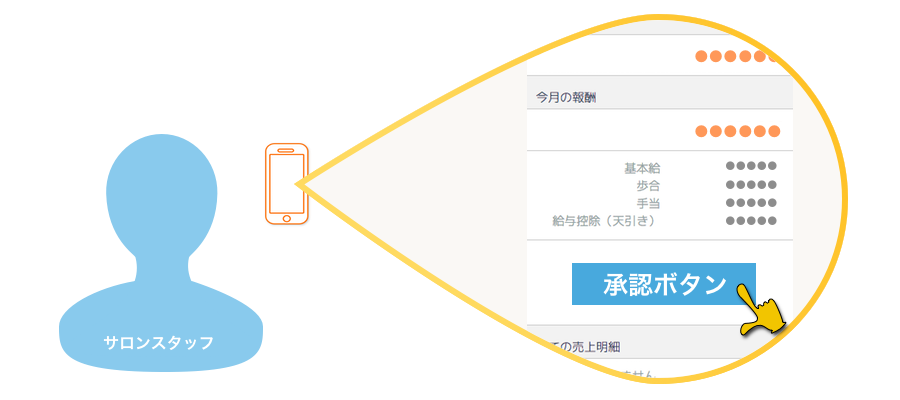 今月の報酬
基本給
歩合
手当
給与控除（天引き）
承認ボタン
サロンスタッフ
ての売上明細
ません